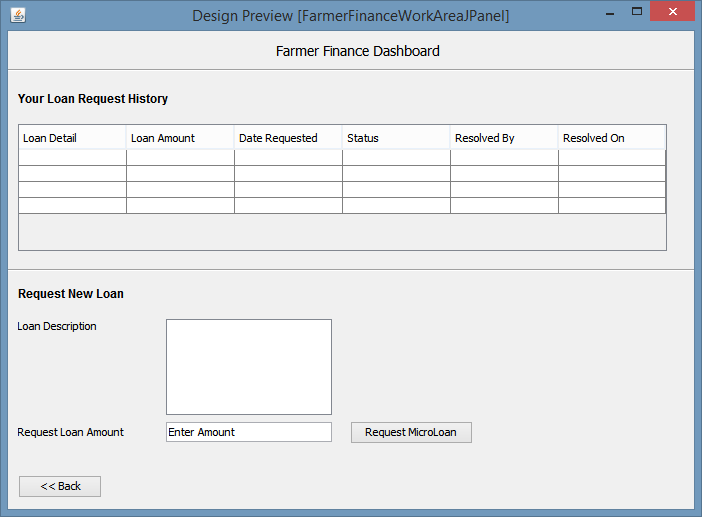 Design Preview [FarmerFinanceWorkAreaJPanel]
Farmer Finance Dashboard
Your Loan Request History
Loan Detail Loan Amount Date Requested Status Resolved By Resolved On
Request New Loan
Loan Description
Request Loan Amount Enter Amount Request MicroLoan
<< Back